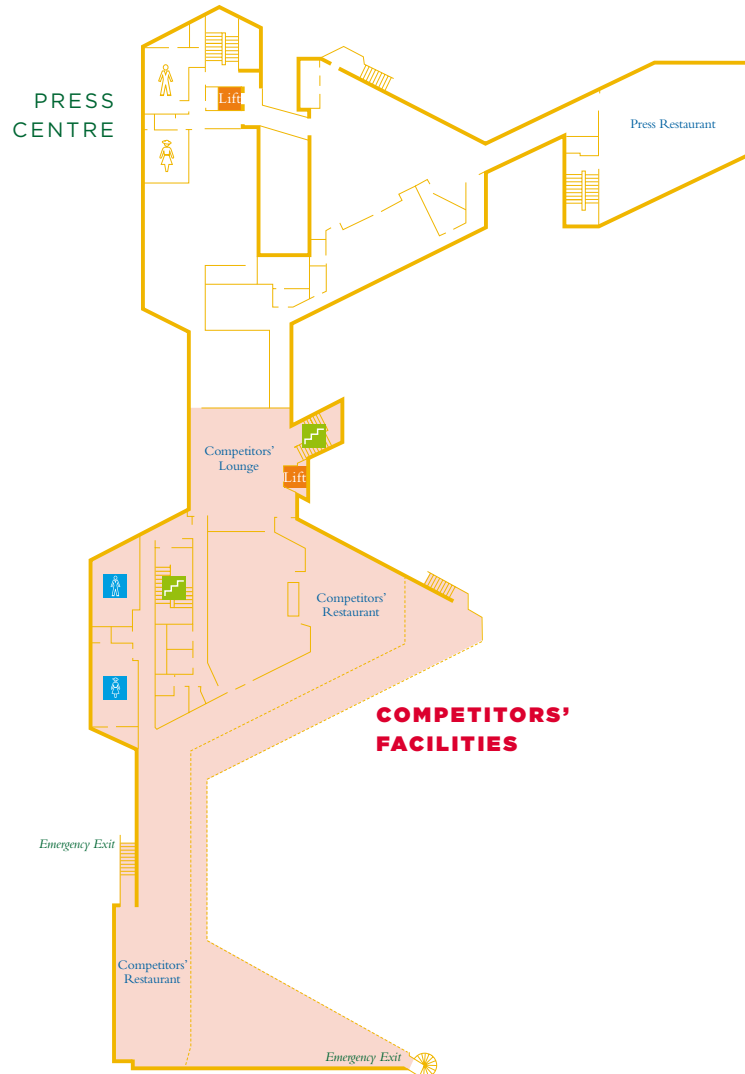 PRESS
CENTRE
Lift
Press Restaurant
Competitors'
Lounge
Lift
Competitors'
Restaurant
COMPETITORS'
FACILITIES
Emergency Exit
Competitors'
Restaurant
Emergency Exit